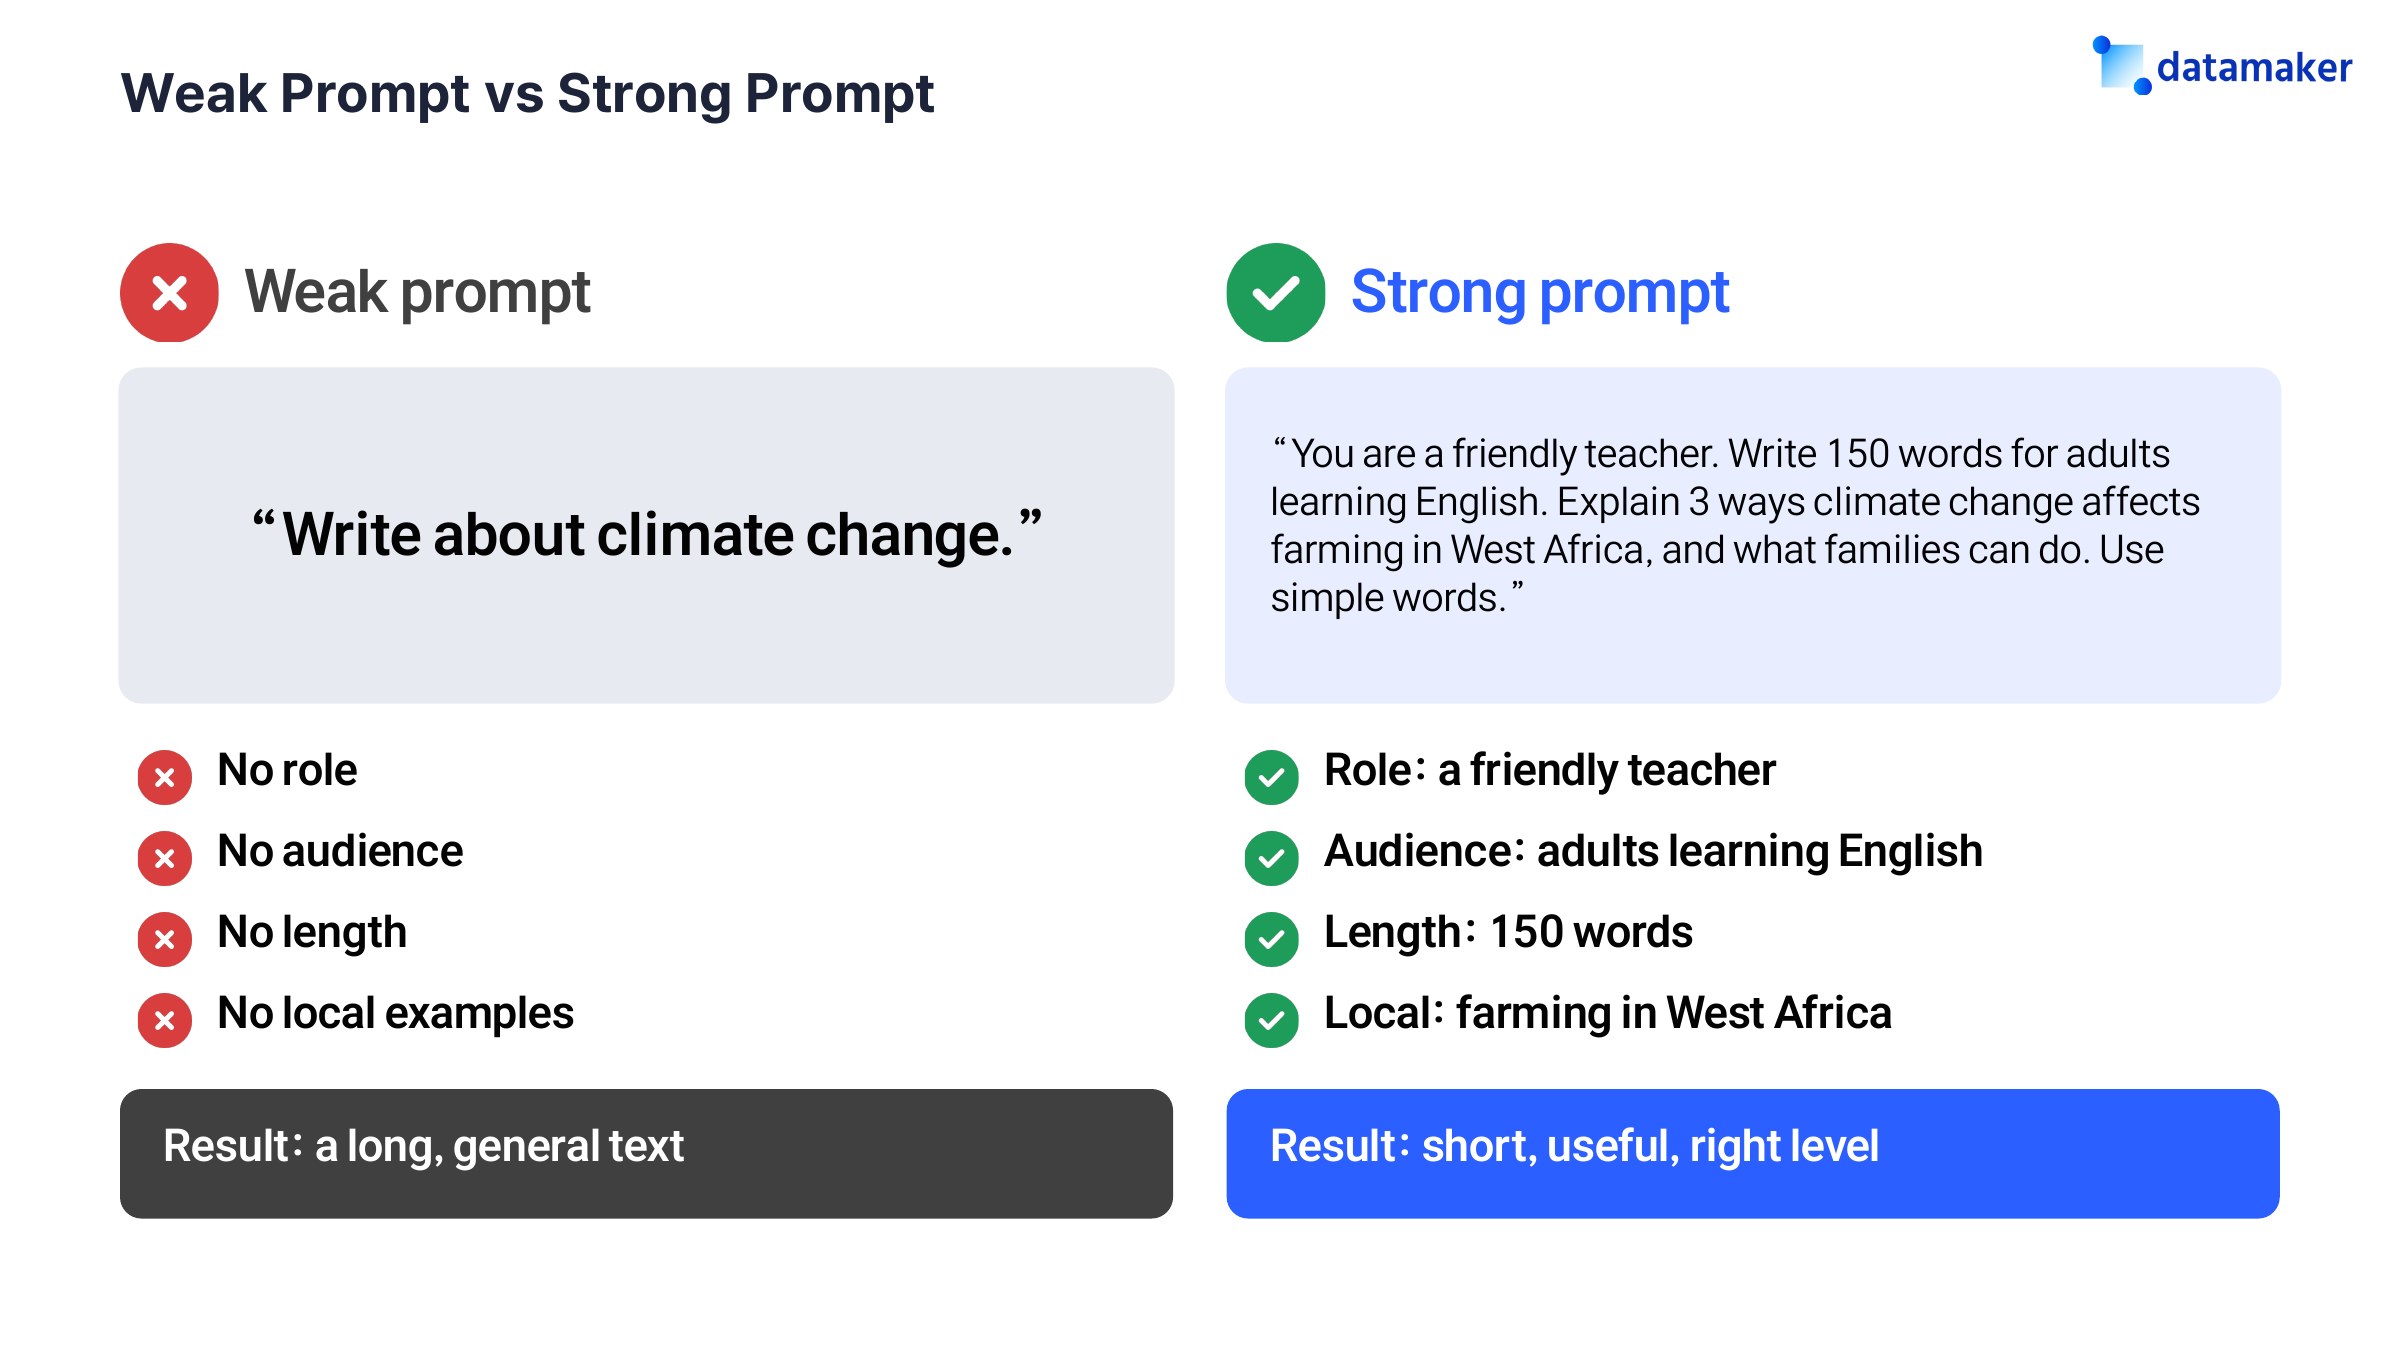 Weak Prompt vs Strong Prompt
datamaker
Weak prompt
“Write about climate change.”
No role
No audience
No length
No local examples
Result: a long, general text
Strong prompt
“You are a friendly teacher. Write 150 words for adults
learning English. Explain 3 ways climate change affects
farming in West Africa, and what families can do. Use
simple words.”
Role: a friendly teacher
Audience: adults learning English
Length: 150 words
Local: farming in West Africa
Result: short, useful, right level